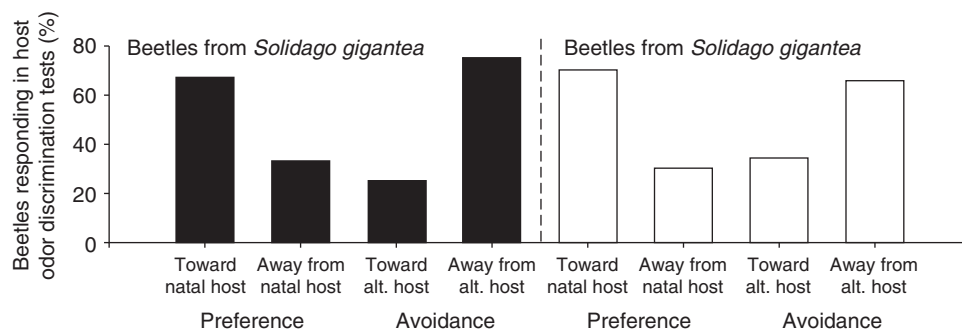 Beetles responding in host
odor discrimination tests (%)
80
60
40
20
0
Beetles from Solidago gigantea
Beetles from Solidago gigantea
Toward
natal host
Away from
natal host
Toward
alt. host
Away from
alt. host
Toward
natal host
Away from
natal host
Toward
alt. host
Away from
alt. host
Preference
Avoidance
Preference
Avoidance